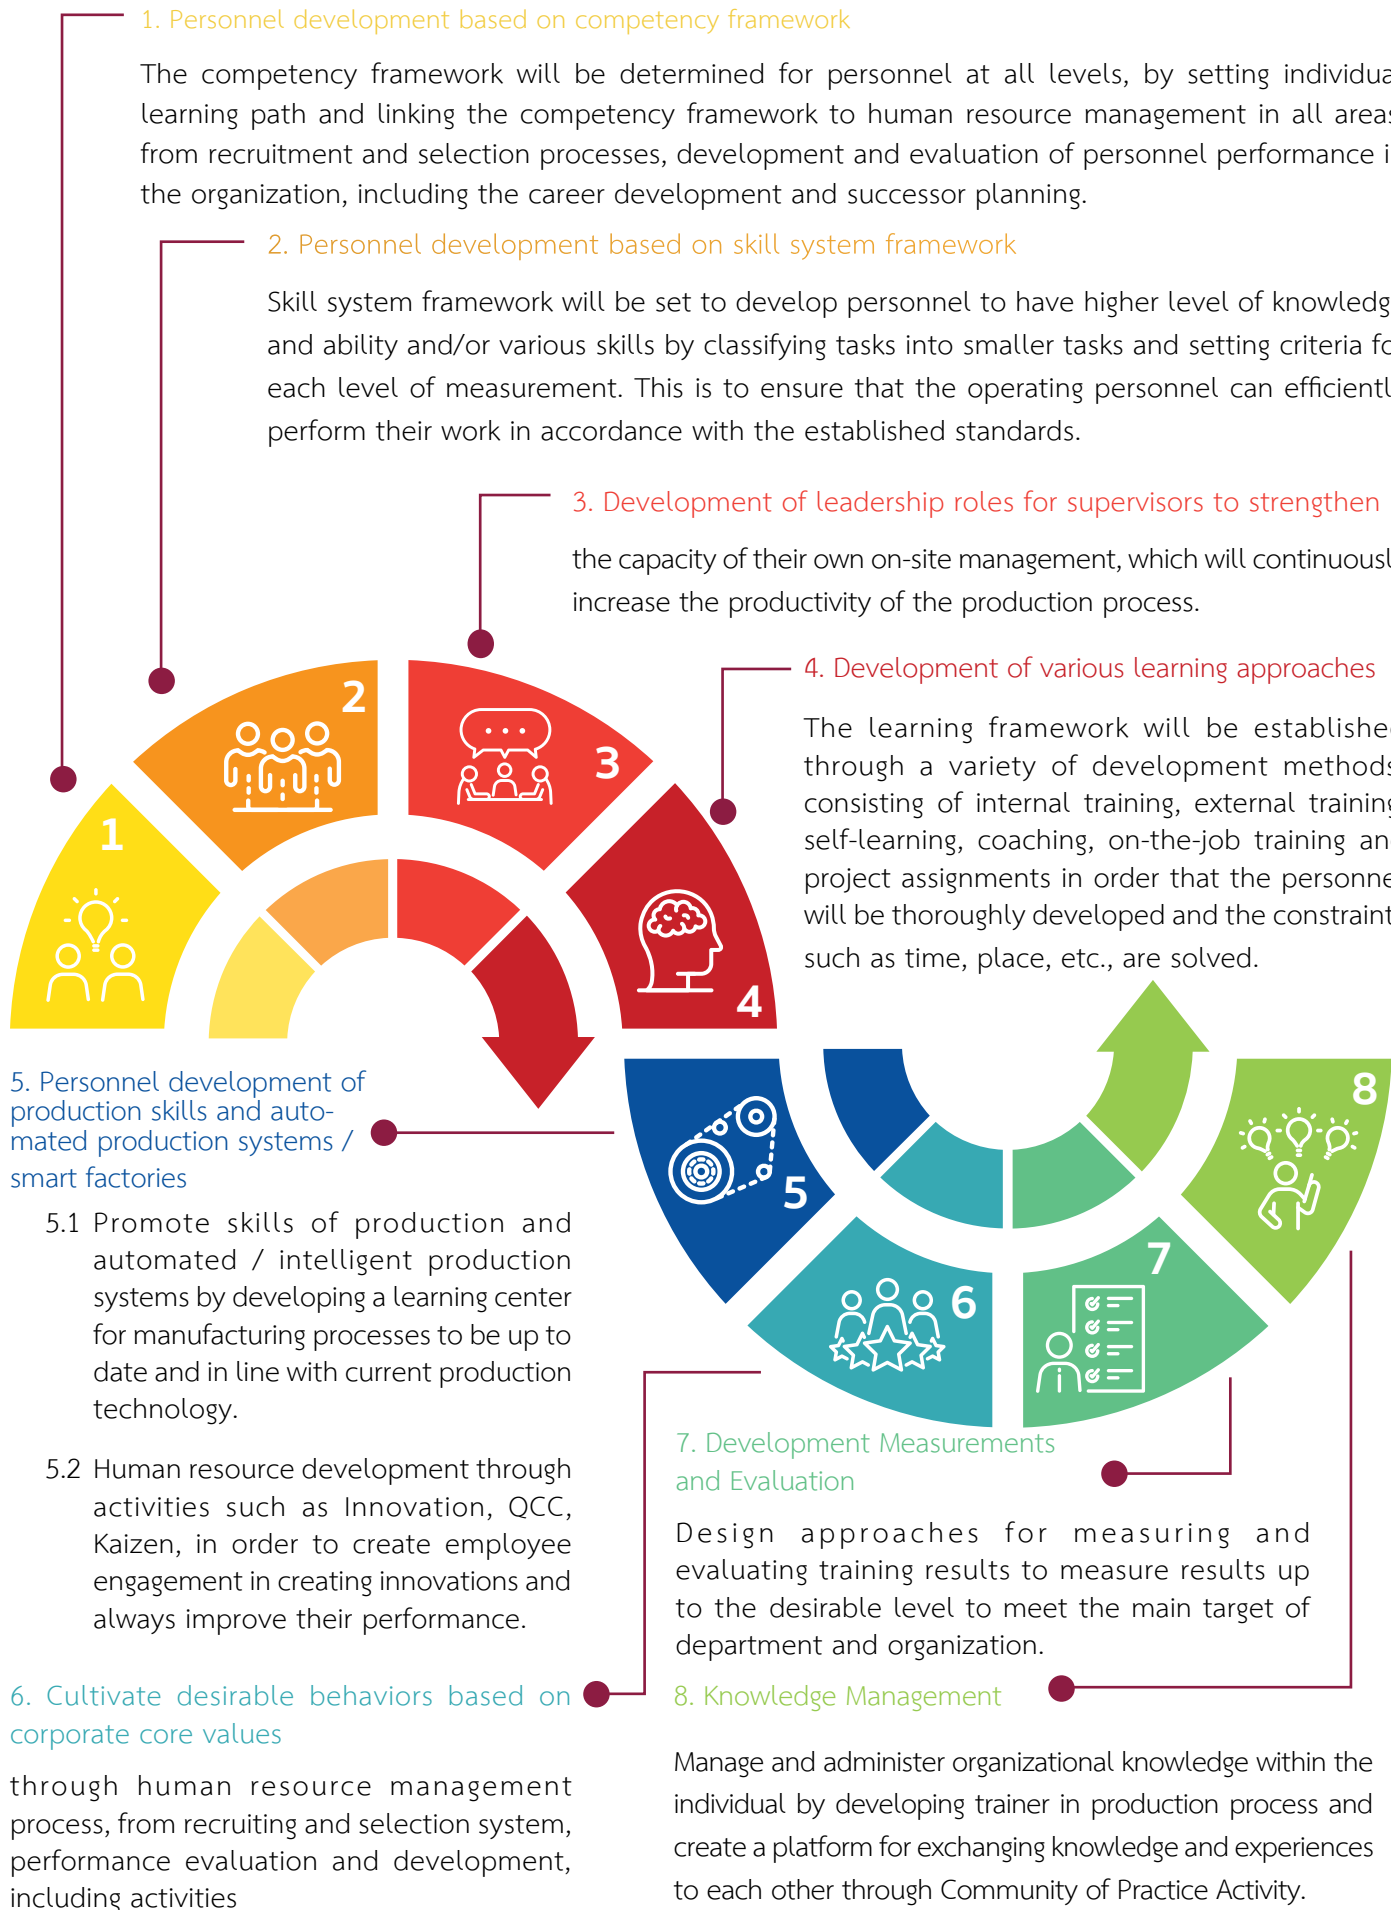 1. Personnel development based on competency framework
The competency framework will be determined for personnel at all levels, by setting individua
learning path and linking the competency framework to human resource management in all areas
from recruitment and selection processes, development and evaluation of personnel performance i
the organization, including the career development and successor planning.
2. Personnel development based on skill system framework
Skill system framework will be set to develop personnel to have higher level of knowledg
and ability and/or various skills by classifying tasks into smaller tasks and setting criteria fo
each level of measurement. This is to ensure that the operating personnel can efficientl
perform their work in accordance with the established standards.
3. Development of leadership roles for supervisors to strengthen
the capacity of their own on-site management, which will continuousl
increase the productivity of the production process.
4. Development of various learning approaches
The learning framework will be established
through a variety of development methods
consisting of internal training, external training
self-learning, coaching, on-the-job training and
project assignments in order that the personne
will be thoroughly developed and the constraint
such as time, place, etc., are solved.
1
2
3
4
5. Personnel development of
production skills and auto-
mated production systems /
smart factories
5.1 Promote skills of production and
automated / intelligent production
systems by developing a learning center
for manufacturing processes to be up to
date and in line with current production
technology.
5.2 Human resource development through
activities such as Innovation, QCC,
Kaizen, in order to create employee
engagement in creating innovations and
always improve their performance.
6. Cultivate desirable behaviors based on
corporate core values
through human resource management
process, from recruiting and selection system,
performance evaluation and development,
including activities
5
6
7
8
7. Development Measurements
and Evaluation
Design approaches for measuring and
evaluating training results to measure results up
to the desirable level to meet the main target of
department and organization.
8. Knowledge Management
Manage and administer organizational knowledge within the
individual by developing trainer in production process and
create a platform for exchanging knowledge and experiences
to each other through Community of Practice Activity.